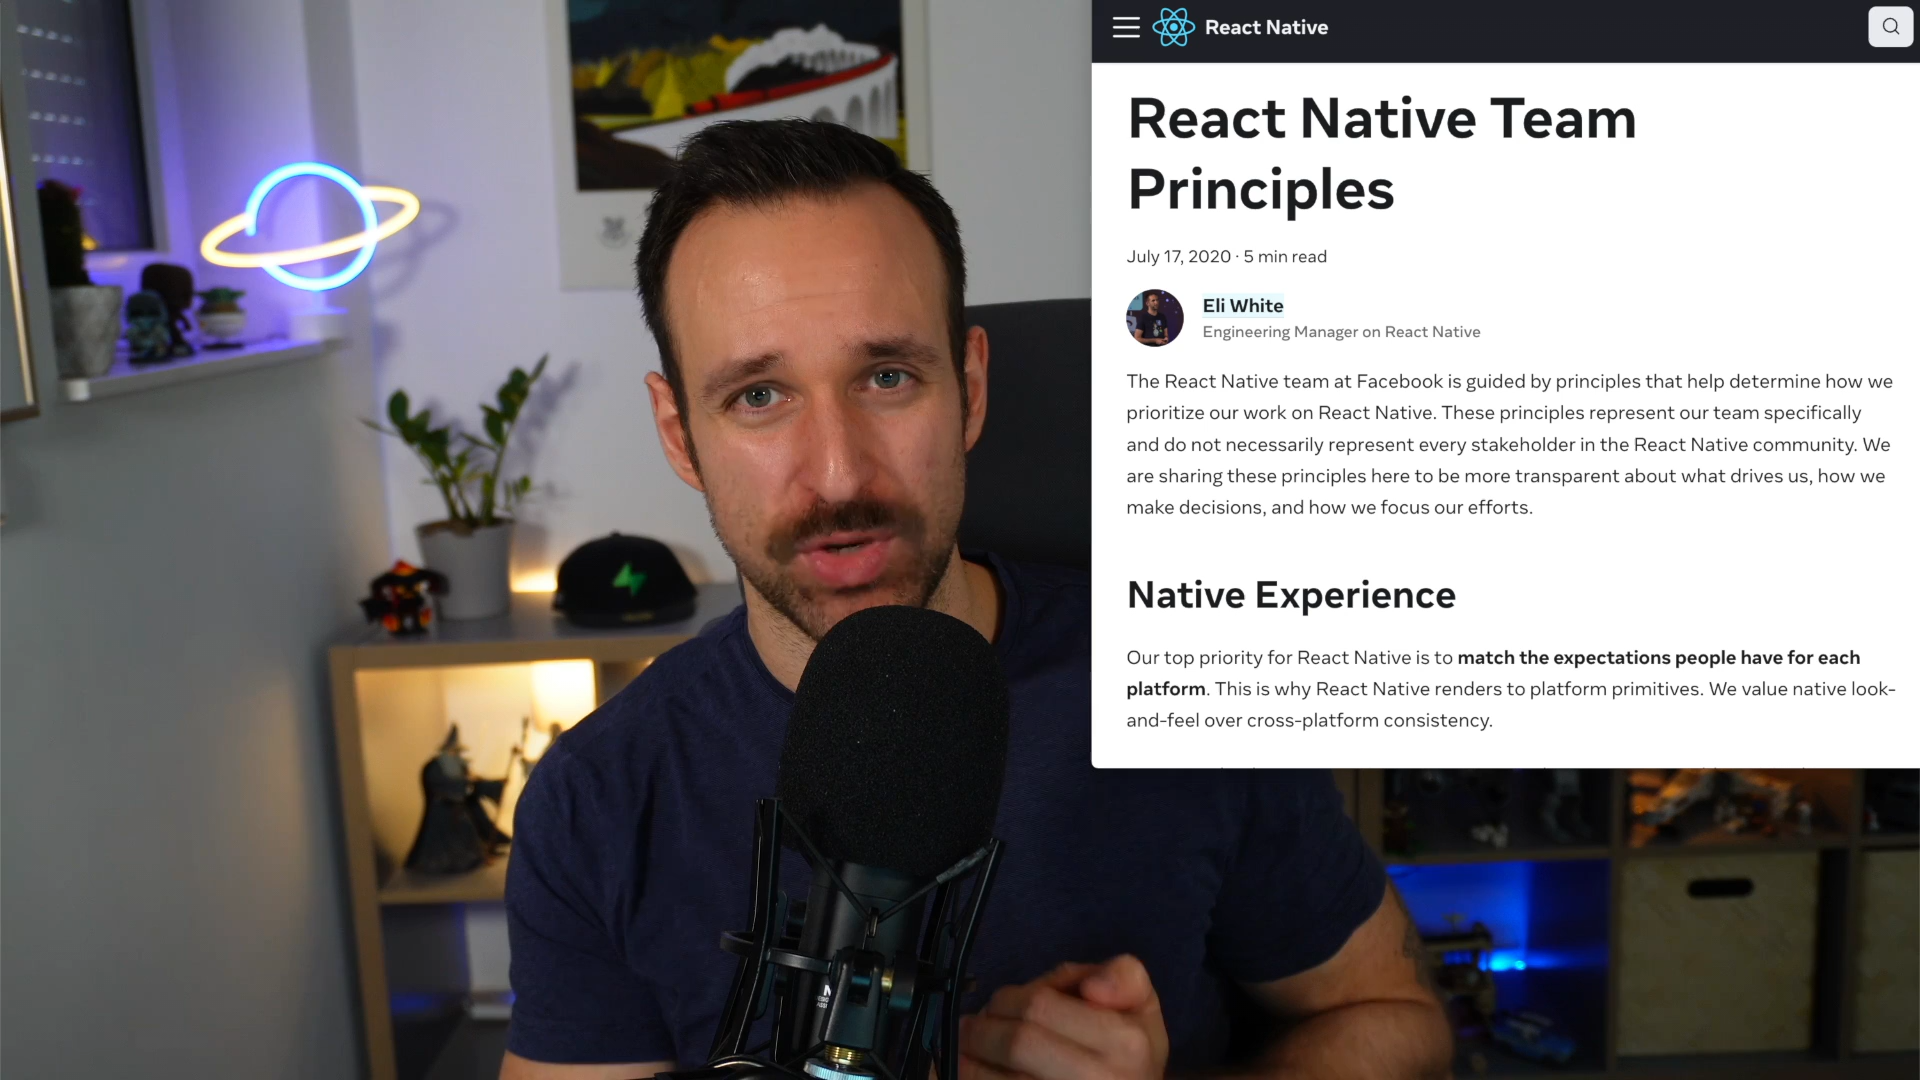 React Native
React Native Team
Principles
July 17, 2020 · 5 min read
Eli White
Engineering Manager on React Native
The React Native team at Facebook is guided by principles that help determine how we
prioritize our work on React Native. These principles represent our team specifically
and do not necessarily represent every stakeholder in the React Native community. We
are sharing these principles here to be more transparent about what drives us, how we
make decisions, and how we focus our efforts.
Native Experience
Our top priority for React Native is to match the expectations people have for each
platform. This is why React Native renders to platform primitives. We value native look-
and-feel over cross-platform consistency.